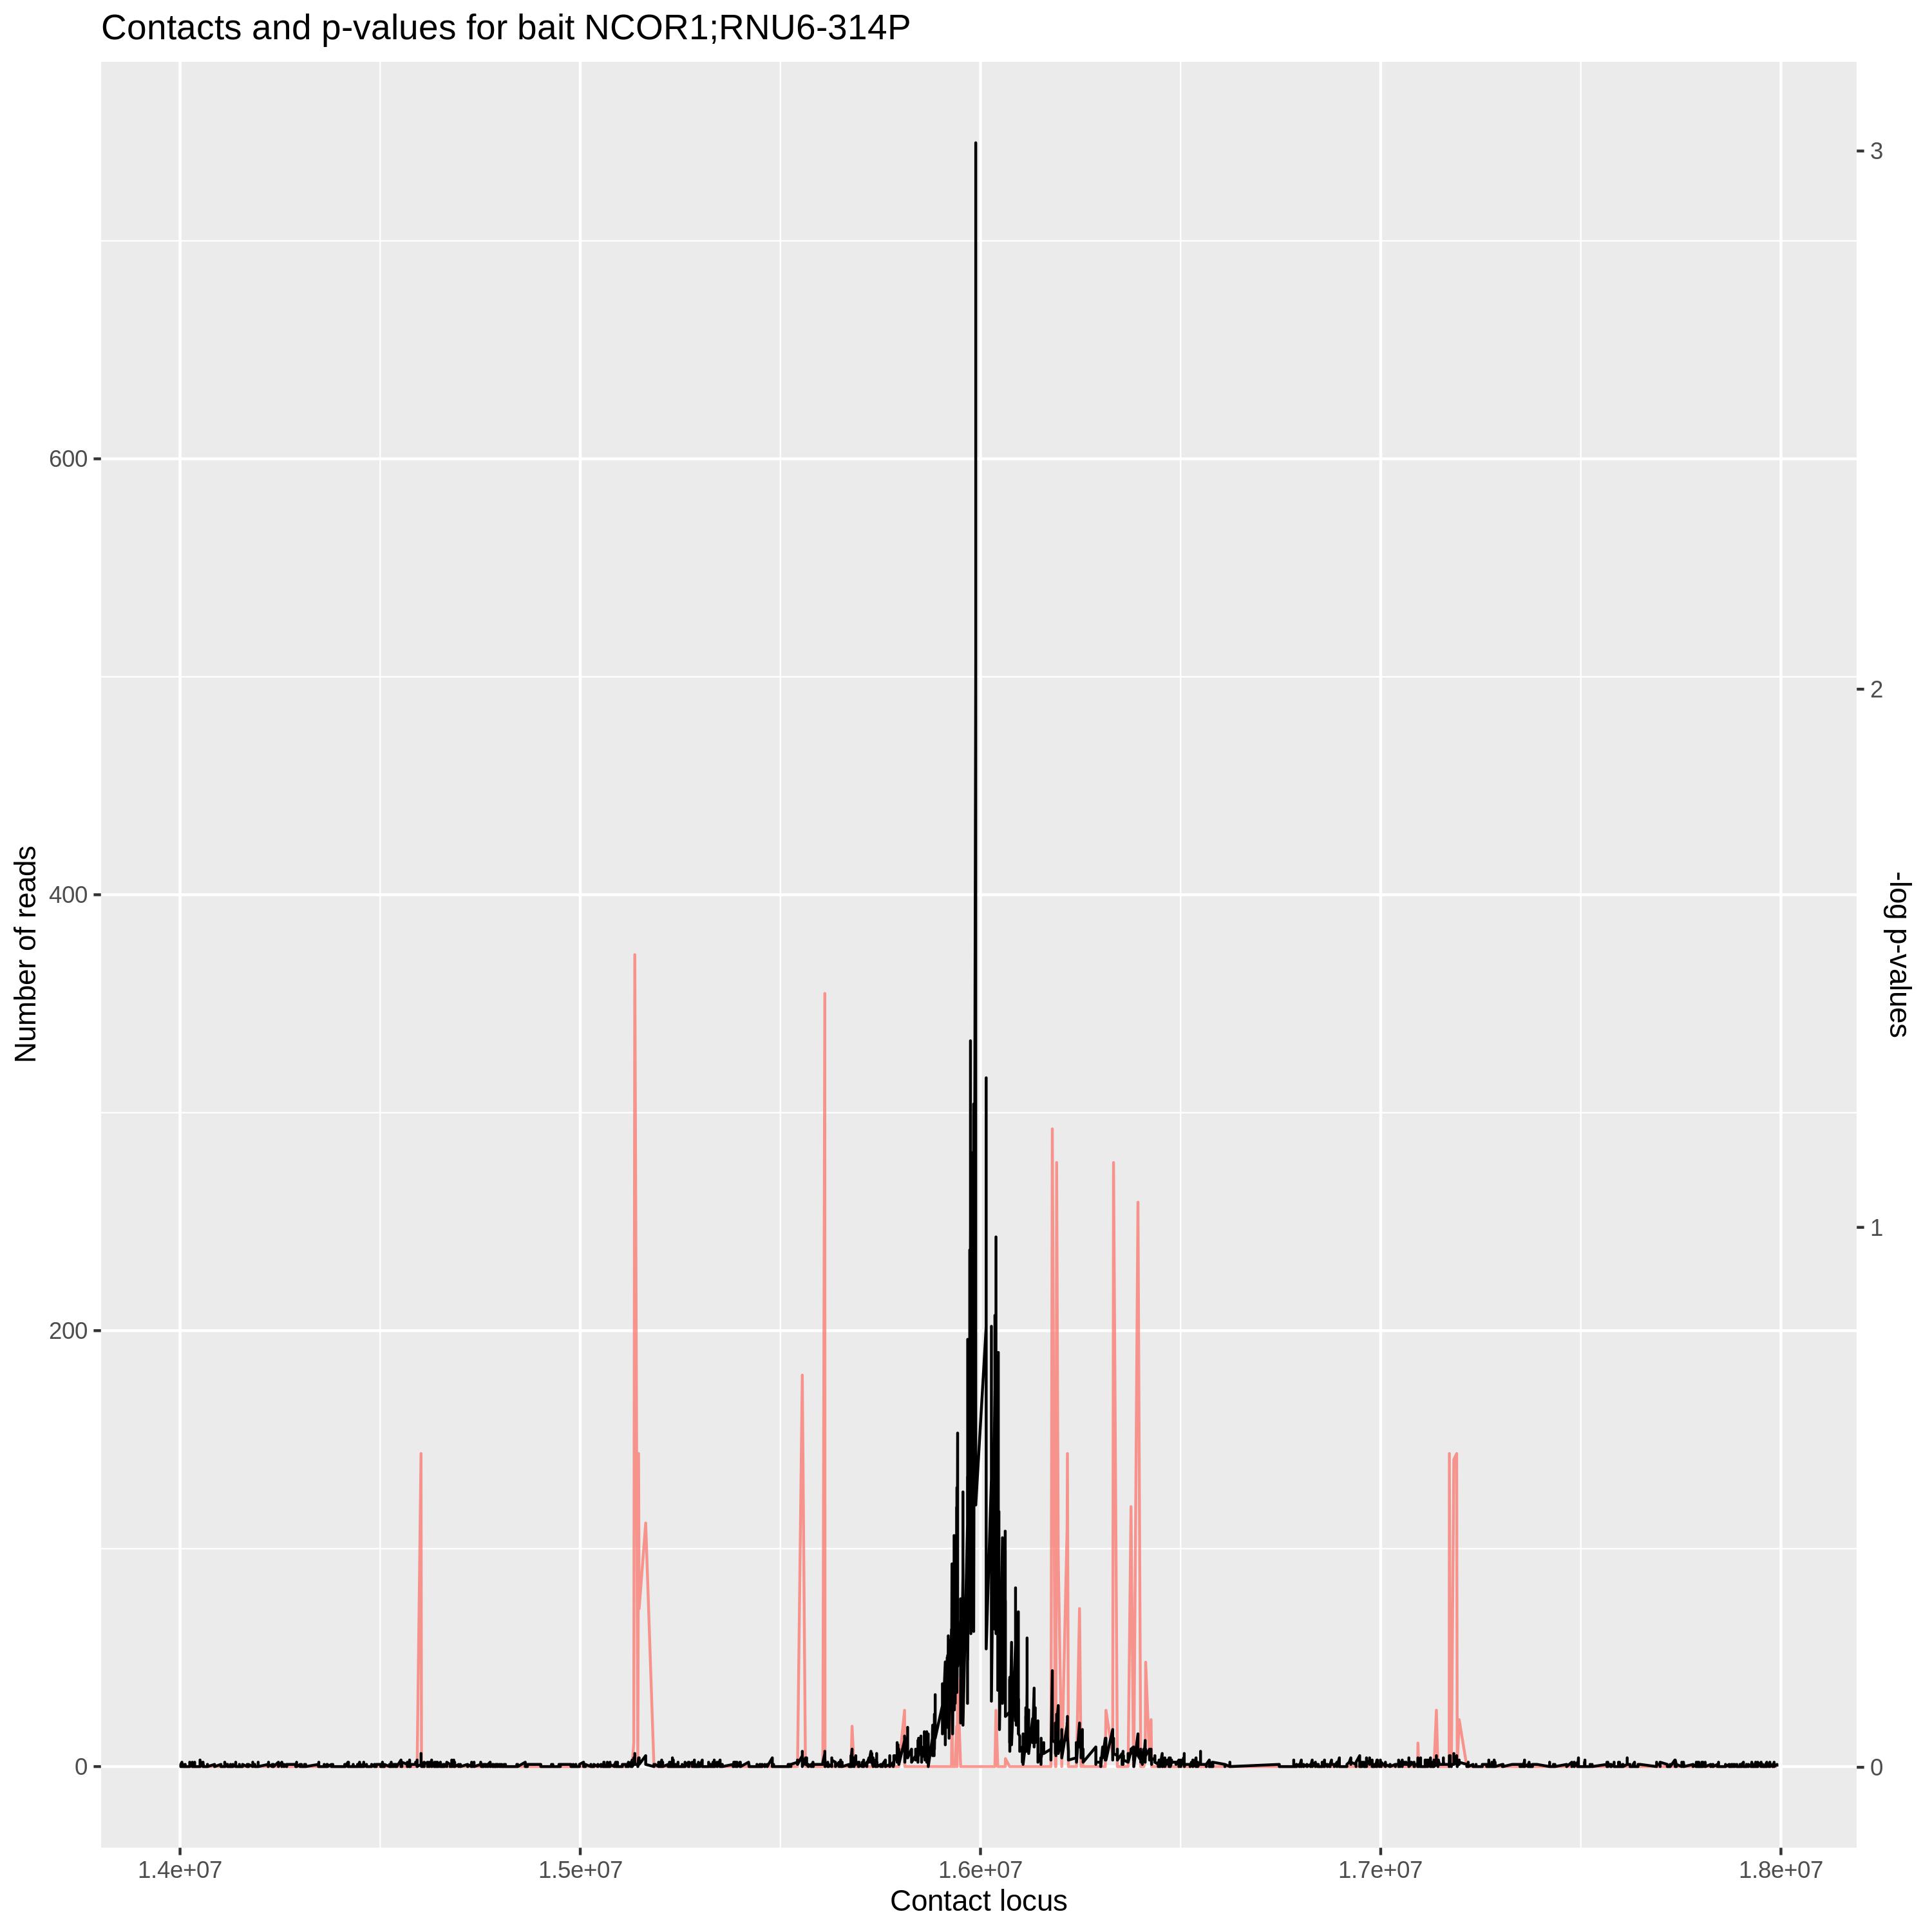 Contacts and p-values for bait NCOR1;RNU6-314P
Number of reads
600
400
200
0
3
2
1
0
-log p-values
1.4e+07
1.5e+07
1.6e+07
1.7e+07
1.8e+07
Contact locus